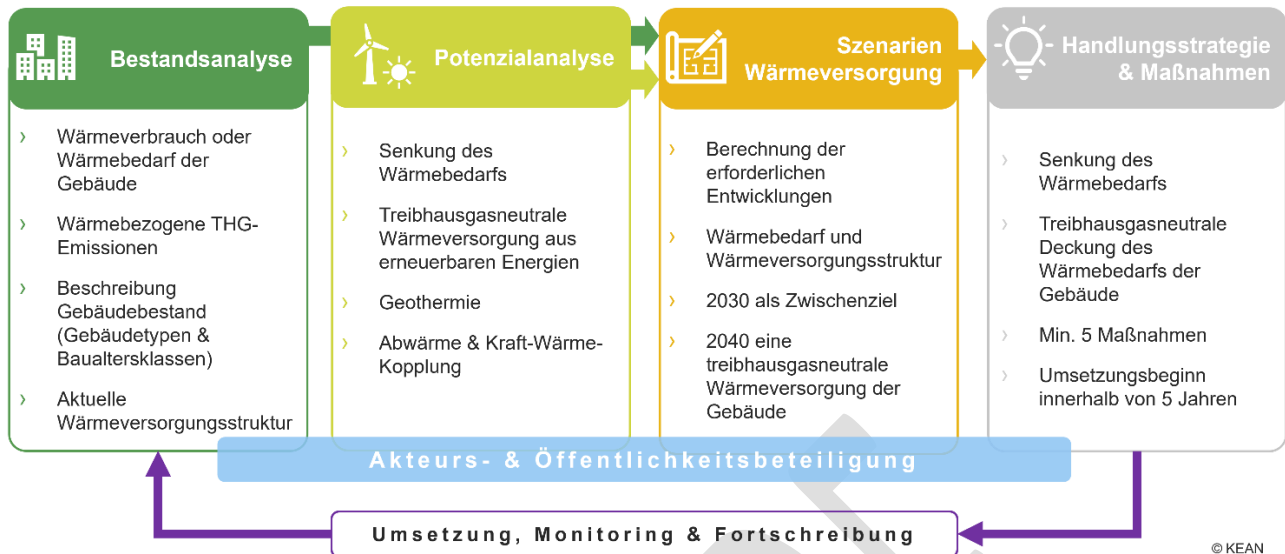 Bestandsanalyse
Wärmeverbrauch oder
Wärmebedarf der
Gebäude
Wärmebezogene THG-
Emissionen
Beschreibung
Gebäudebestand
(Gebäudetypen &
Baualtersklassen)
Aktuelle
Wärmeversorgungsstruktur
Potenzialanalyse
Senkung des
Wärmebedarfs
Treibhausgasneutrale
Wärmeversorgung aus
erneuerbaren Energien
Geothermie
Abwärme & Kraft-Wärme-
Kopplung
Szenarien
Wärmeversorgung
Berechnung der
erforderlichen
Entwicklungen
Wärmebedarf und
Wärmeversorgungsstruktur
2030 als Zwischenziel
2040 eine
treibhausgasneutrale
Wärmeversorgung der
Gebäude
Handlungsstrategie
& Maßnahmen
Senkung des
Wärmebedarfs
Treibhausgasneutrale
Deckung des
Wärmebedarfs der
Gebäude
Min. 5 Maßnahmen
Umsetzungsbeginn
innerhalb von 5 Jahren
Akteurs- & Öffentlichkeitsbeteiligung
Umsetzung, Monitoring & Fortschreibung
© KEAN